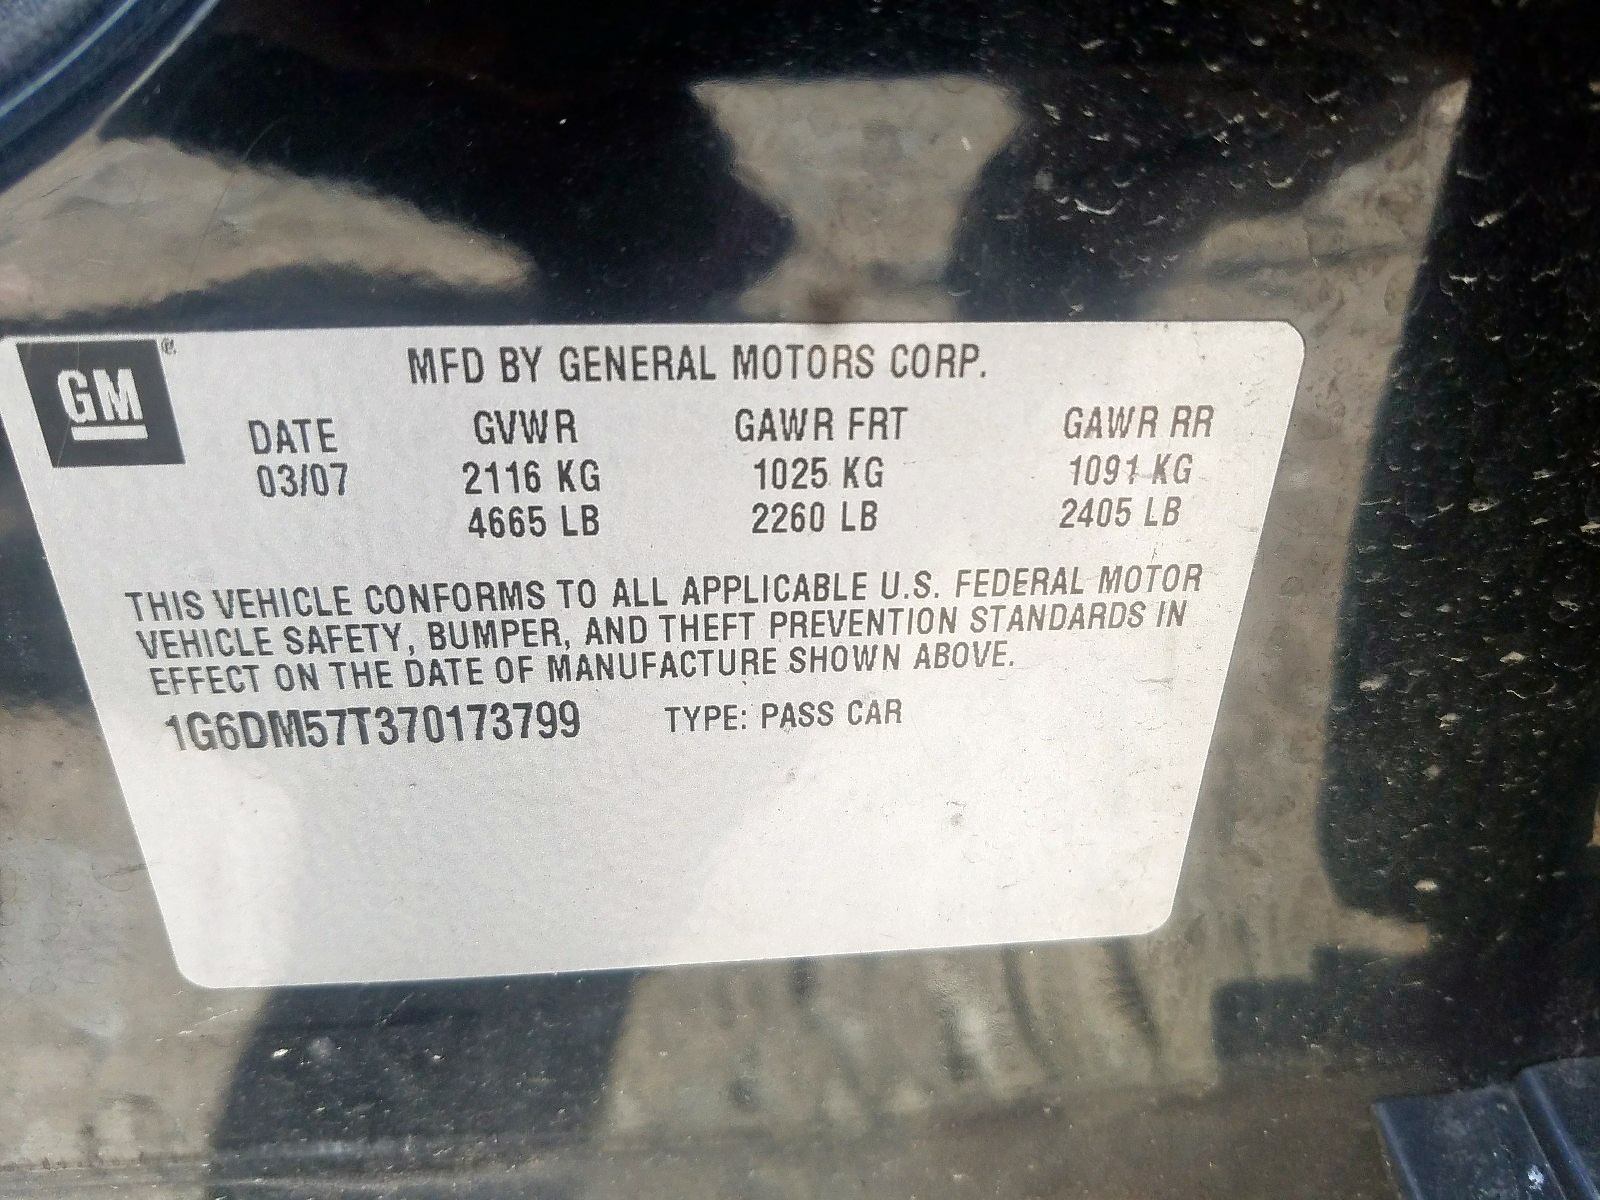 GM ®
MFD BY GENERAL MOTORS CORP.
DATE GVWR GAWR FRT GAWR RR
03/07 2116 KG 1025 KG 1091 KG
4665 LB 2260 LB 2405 LB
THIS VEHICLE CONFORMS TO ALL APPLICABLE U.S. FEDERAL MOTOR
VEHICLE SAFETY, BUMPER, AND THEFT PREVENTION STANDARDS IN
EFFECT ON THE DATE OF MANUFACTURE SHOWN ABOVE.
1G6DM57T370173799 TYPE: PASS CAR